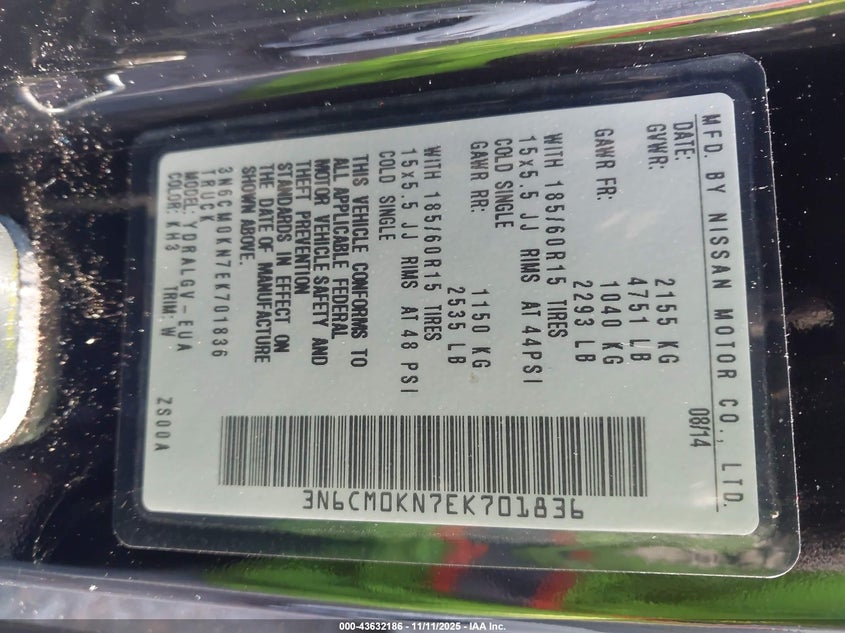 MFD. BY NISSAN MOTOR CO., LTD.
DATE: 08/14
GVWR: 2155 KG
4751 LB
GAWR FR: 1040 KG
2293 LB
WITH 185/60R15 TIRES
15x5.5 JJ RIMS AT 44PSI
COLD SINGLE
GAWR RR: 1150 KG
2535 LB
WITH 185/60R15 TIRES
15x5.5 JJ RIMS AT 48 PSI
COLD SINGLE
THIS VEHICLE CONFORMS TO
ALL APPLICABLE FEDERAL
MOTOR VEHICLE SAFETY AND
THEFT PREVENTION
STANDARDS IN EFFECT ON
THE DATE OF MANUFACTURE
SHOWN ABOVE.
3N6CM0KN7EK701836
TRUCK
MODEL: YDRALGV-EUA
COLOR: KH3 TRIM: W
ZS00A
3N6CM0KN7EK701836
000-43632186 - 11/11/2025 - IAA Inc.